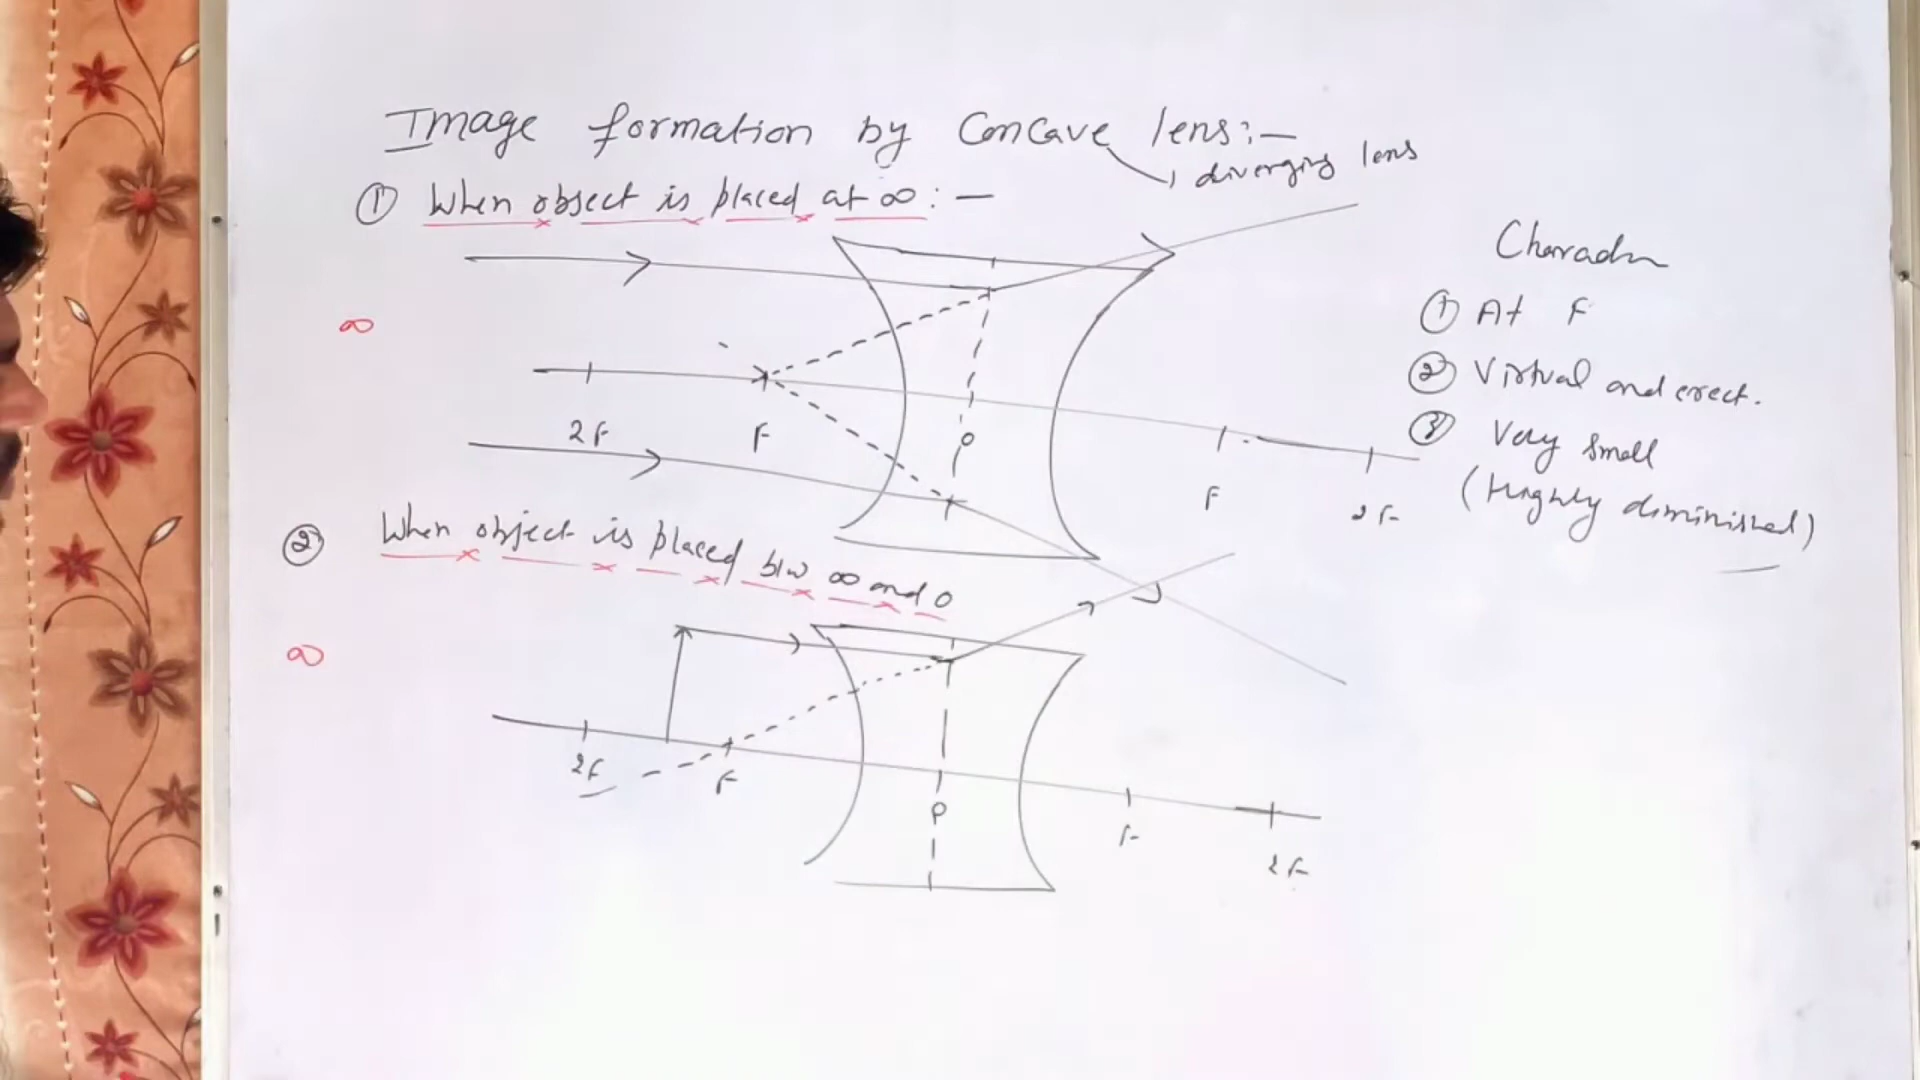 Image formation by Concave lens:—
diverging lens
① When object is placed at ∞:—
∞
2F
F
O
F
2F
① At F
② Virtual and erect.
③ Very small
(Highly diminished)
② When object is placed b/w ∞ and O
∞
2F
F
P
F
2F